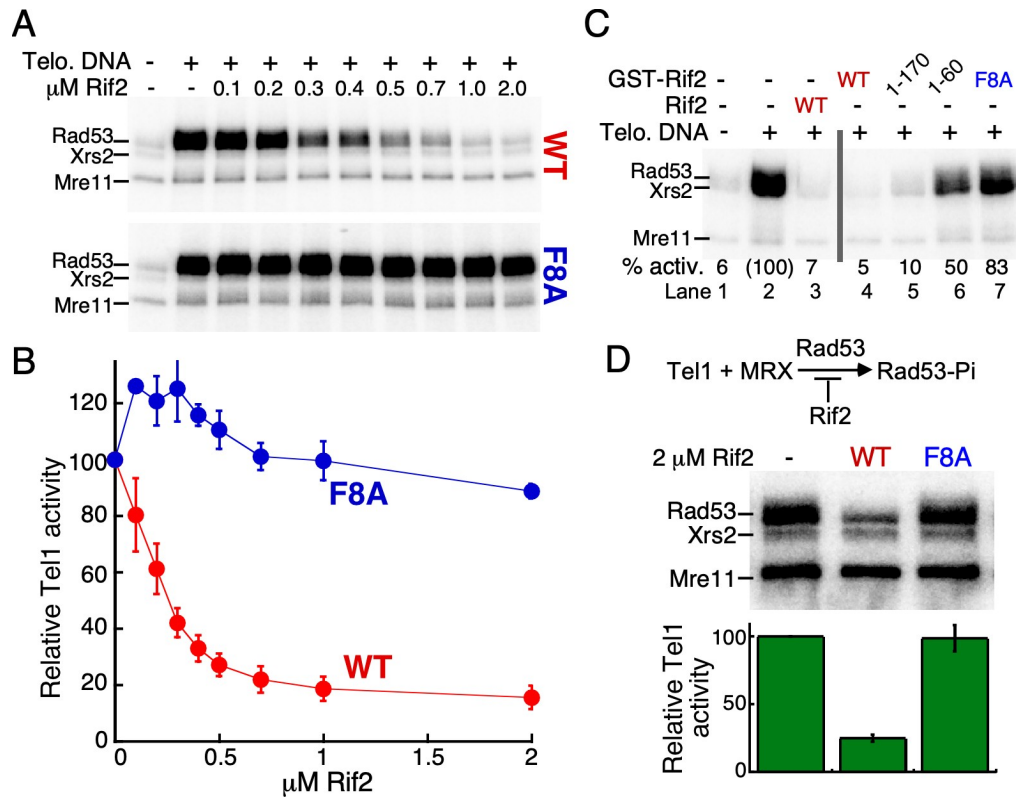 A
Telo. DNA - + + + + + + + + +
μM Rif2 - - 0.1 0.2 0.3 0.4 0.5 0.7 1.0 2.0
Rad53
Xrs2
Mre11
WT
Rad53
Xrs2
Mre11
F8A
B
Relative Tel1 activity
120
100
80
60
40
20
0
F8A
WT
0 0.5 1 1.5 2
μM Rif2
C
GST-Rif2 - - - WT 1-170 1-60 F8A
Rif2 - - WT - - - -
Telo. DNA - + + + + + +
Rad53
Xrs2
Mre11
% activ. 6 (100) 7 5 10 50 83
Lane 1 2 3 4 5 6 7
D
Rad53
Tel1 + MRX Rad53-Pi
Rif2
2 μM Rif2 - WT F8A
Rad53
Xrs2
Mre11
Relative Tel1
activity
100
50
0